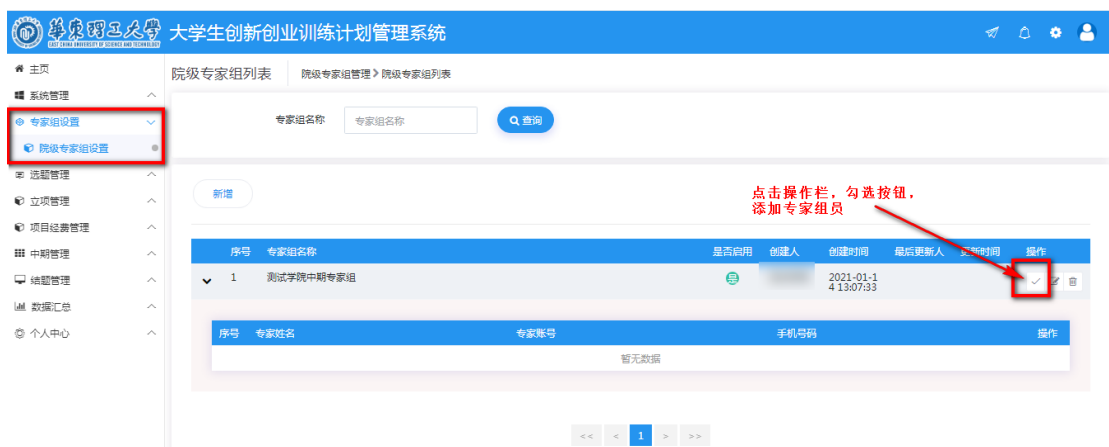 華東理工大學 大学生创新创业训练计划管理系统
EAST CHINA UNIVERSITY OF SCIENCE AND TECHNOLOGY
主页
院级专家组列表 院级专家组管理 > 院级专家组列表
系统管理
专家组设置
专家组名称 专家组名称 查询
院级专家组设置
选题管理
新增
点击操作栏，勾选按钮，
添加专家组员
立项管理
项目经费管理
中期管理
序号 专家组名称 是否启用 创建人 创建时间 最后更新人 更新时间 操作
结题管理
1 测试学院中期专家组 是 2021-01-1
4 13:07:33
数据汇总
个人中心
序号 专家姓名 专家账号 手机号码 操作
暂无数据
<< < 1 > >>